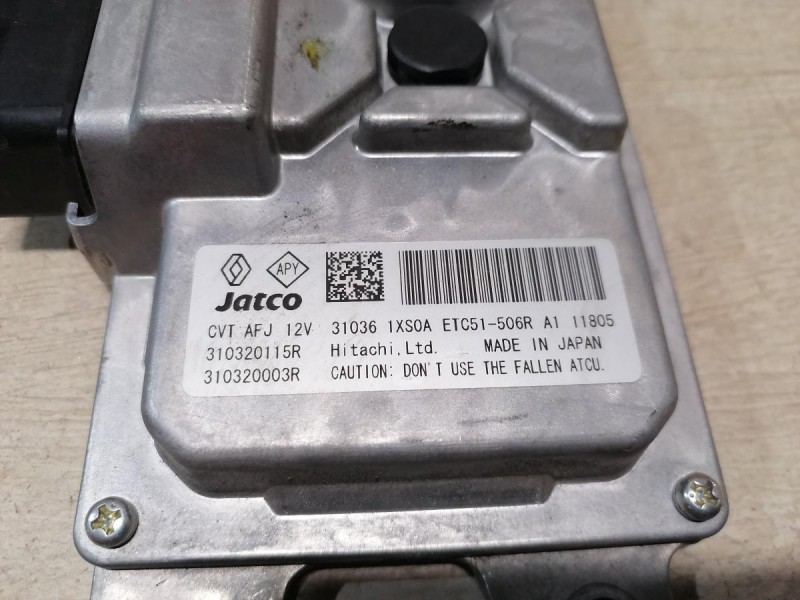 APY
Jatco
CVT AFJ 12V 31036 1XS0A ETC51-506R A1 11805
310320115R Hitachi,Ltd. MADE IN JAPAN
310320003R CAUTION: DON'T USE THE FALLEN ATCU.